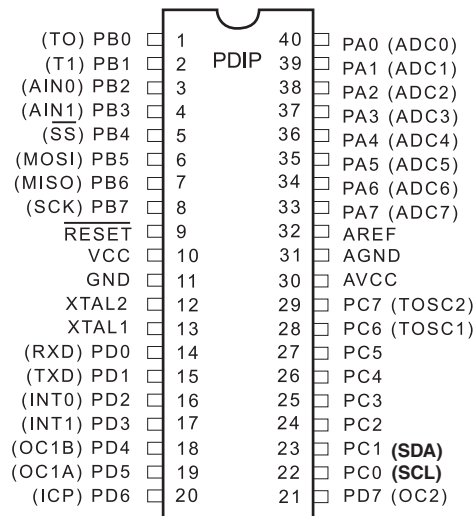 PDIP
(TO) PB0 1 40 PA0 (ADC0)
(T1) PB1 2 39 PA1 (ADC1)
(AIN0) PB2 3 38 PA2 (ADC2)
(AIN1) PB3 4 37 PA3 (ADC3)
(SS) PB4 5 36 PA4 (ADC4)
(MOSI) PB5 6 35 PA5 (ADC5)
(MISO) PB6 7 34 PA6 (ADC6)
(SCK) PB7 8 33 PA7 (ADC7)
RESET 9 32 AREF
VCC 10 31 AGND
GND 11 30 AVCC
XTAL2 12 29 PC7 (TOSC2)
XTAL1 13 28 PC6 (TOSC1)
(RXD) PD0 14 27 PC5
(TXD) PD1 15 26 PC4
(INT0) PD2 16 25 PC3
(INT1) PD3 17 24 PC2
(OC1B) PD4 18 23 PC1 (SDA)
(OC1A) PD5 19 22 PC0 (SCL)
(ICP) PD6 20 21 PD7 (OC2)